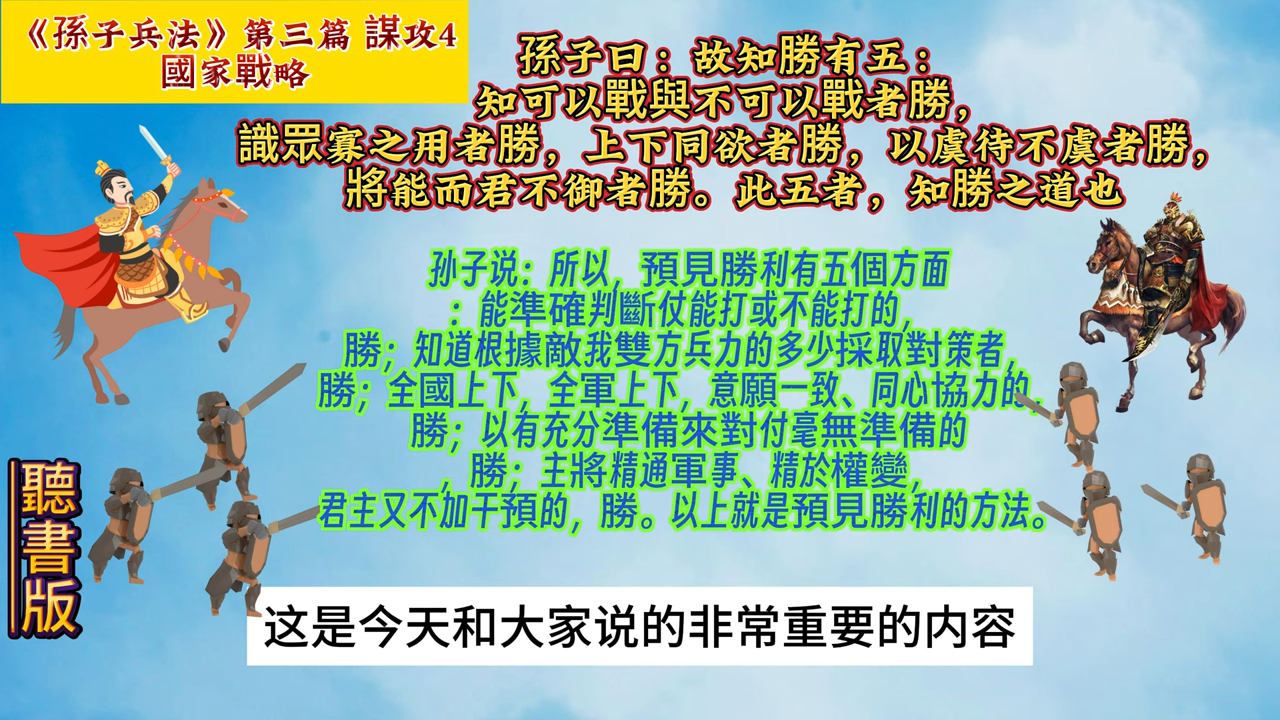 《孫子兵法》第三篇 謀攻4
國家戰略
孫子曰：故知勝有五：
知可以戰與不可以戰者勝，
識眾寡之用者勝，上下同欲者勝，以虞待不虞者勝，
將能而君不御者勝。此五者，知勝之道也
孙子说：所以，預見勝利有五個方面
：能準確判斷仗能打或不能打的，
勝；知道根據敵我雙方兵力的多少採取對策者，
勝；全國上下，全軍上下，意願一致、同心協力的，
勝；以有充分準備來對付毫無準備的
，勝；主將精通軍事、精於權變，
君主又不加干預的，勝。以上就是預見勝利的方法。
聽書版
这是今天和大家说的非常重要的内容